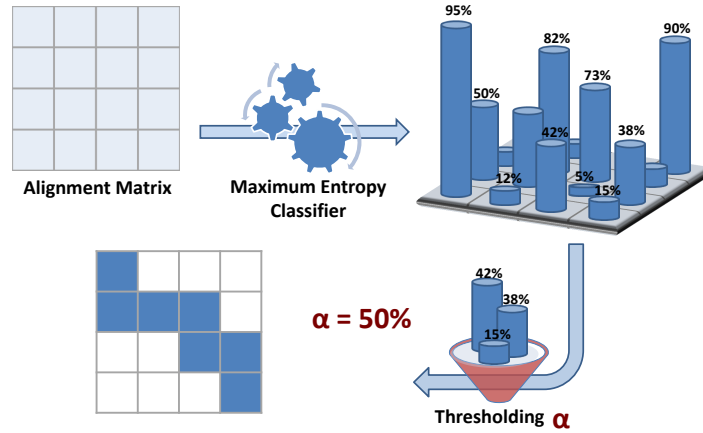 95%
90%
82%
73%
50%
42%
38%
12%
5%
15%
Alignment Matrix
Maximum Entropy
Classifier
42%
38%
15%
α = 50%
Thresholding α